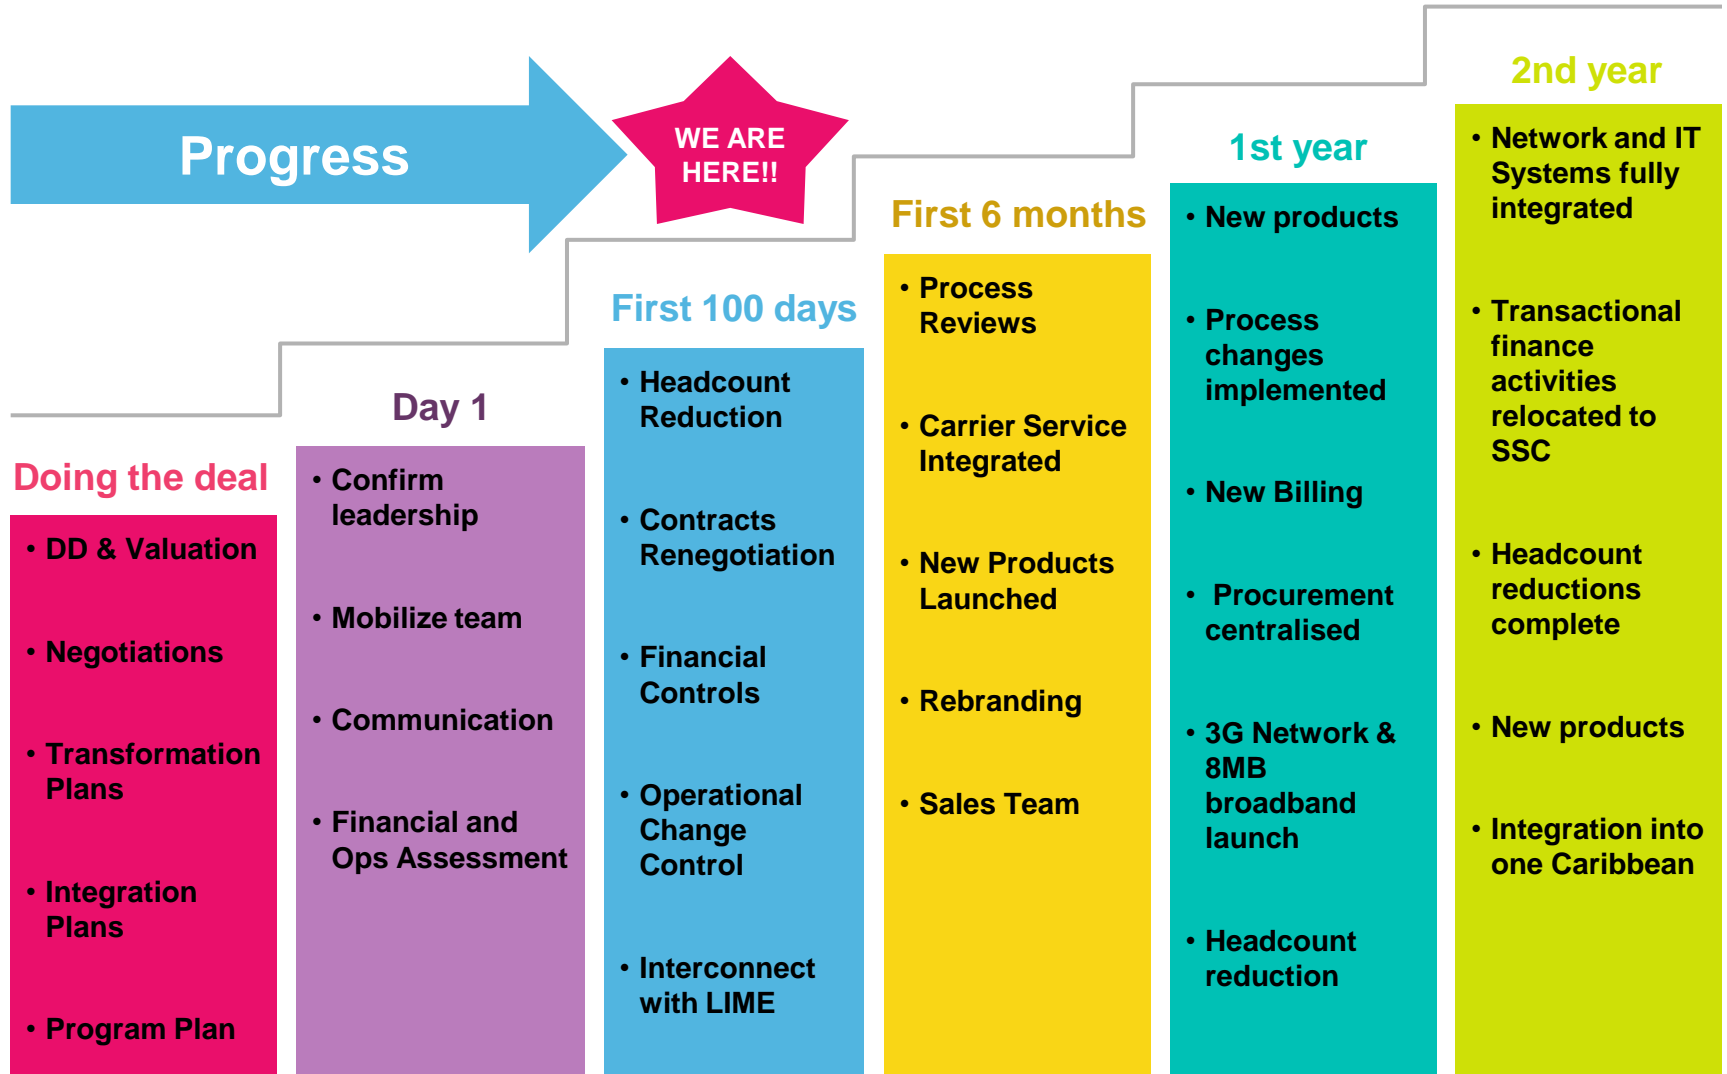 Progress
WE ARE
HERE!!
Doing the deal
• DD & Valuation
• Negotiations
• Transformation
Plans
• Integration
Plans
• Program Plan
Day 1
• Confirm
leadership
• Mobilize team
• Communication
• Financial and
Ops Assessment
First 100 days
• Headcount
Reduction
• Contracts
Renegotiation
• Financial
Controls
• Operational
Change
Control
• Interconnect
with LIME
First 6 months
• Process
Reviews
• Carrier Service
Integrated
• New Products
Launched
• Rebranding
• Sales Team
1st year
• New products
• Process
changes
implemented
• New Billing
• Procurement
centralised
• 3G Network &
8MB
broadband
launch
• Headcount
reduction
2nd year
• Network and IT
Systems fully
integrated
• Transactional
finance
activities
relocated to
SSC
• Headcount
reductions
complete
• New products
• Integration into
one Caribbean